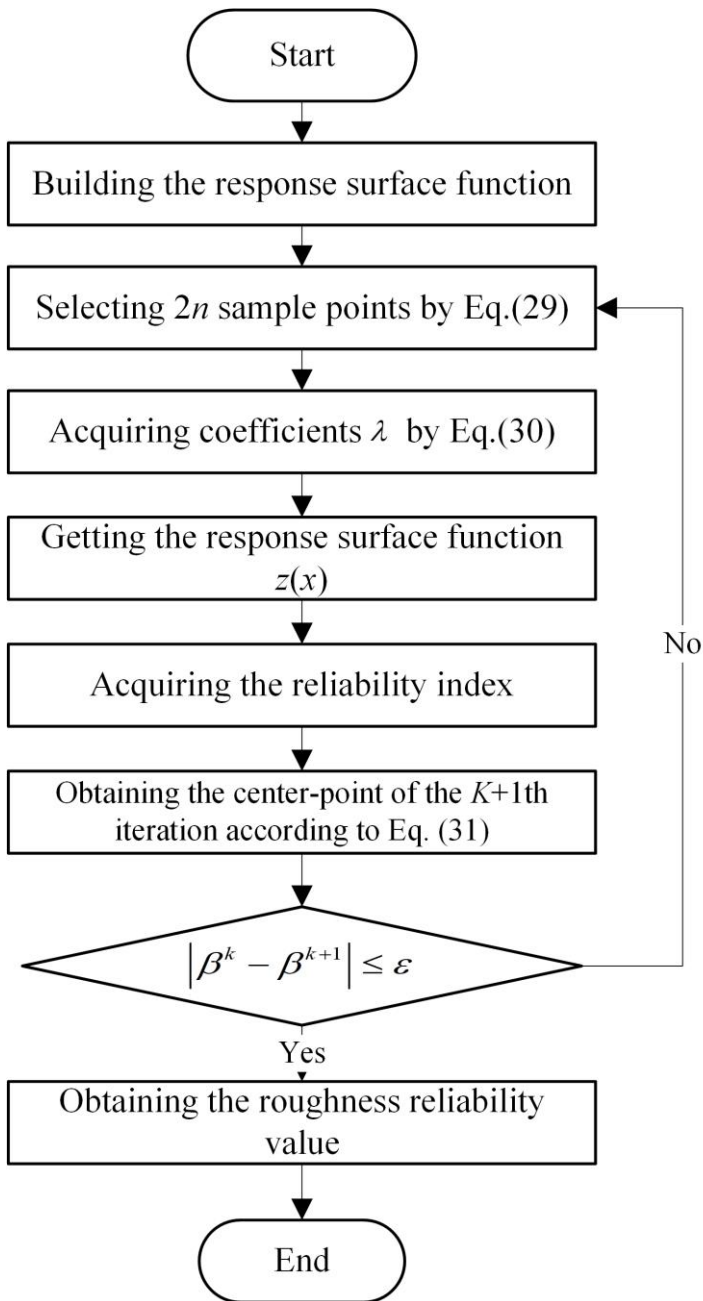 Start
Building the response surface function
Selecting 2n sample points by Eq.(29)
Acquiring coefficients λ by Eq.(30)
Getting the response surface function
z(x)
Acquiring the reliability index
Obtaining the center-point of the K+1th
iteration according to Eq. (31)
|β^k − β^{k+1}| ≤ ε
No
Yes
Obtaining the roughness reliability
value
End